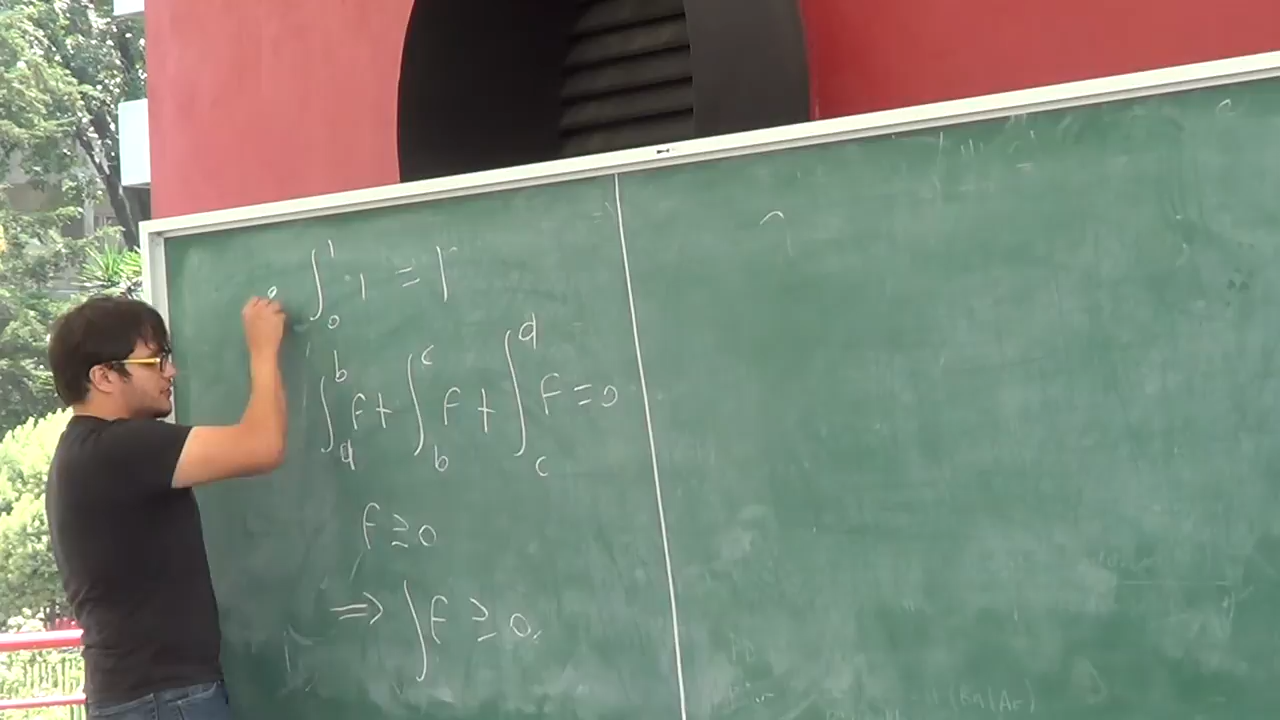 ∫₀¹ · 1 = 1
∫ₐᵇ f + ∫_b^c f + ∫_c^a f = 0
f ≥ 0
⟹ ∫ f ≥ 0.